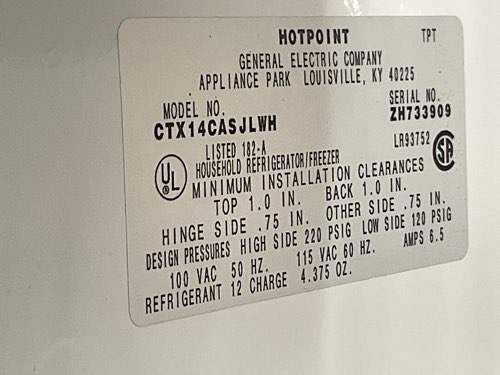 HOTPOINT TPT
GENERAL ELECTRIC COMPANY
APPLIANCE PARK LOUISVILLE, KY 40225
MODEL NO. SERIAL NO.
CTX14CASJLWH ZH733909
LISTED 182-A LR93752
HOUSEHOLD REFRIGERATOR/FREEZER
UL SA
MINIMUM INSTALLATION CLEARANCES
TOP 1.0 IN. BACK 1.0 IN.
HINGE SIDE .75 IN. OTHER SIDE .75 IN.
DESIGN PRESSURES HIGH SIDE 220 PSIG LOW SIDE 120 PSIG
100 VAC 50 HZ. 115 VAC 60 HZ. AMPS 6.5
REFRIGERANT 12 CHARGE 4.375 OZ.